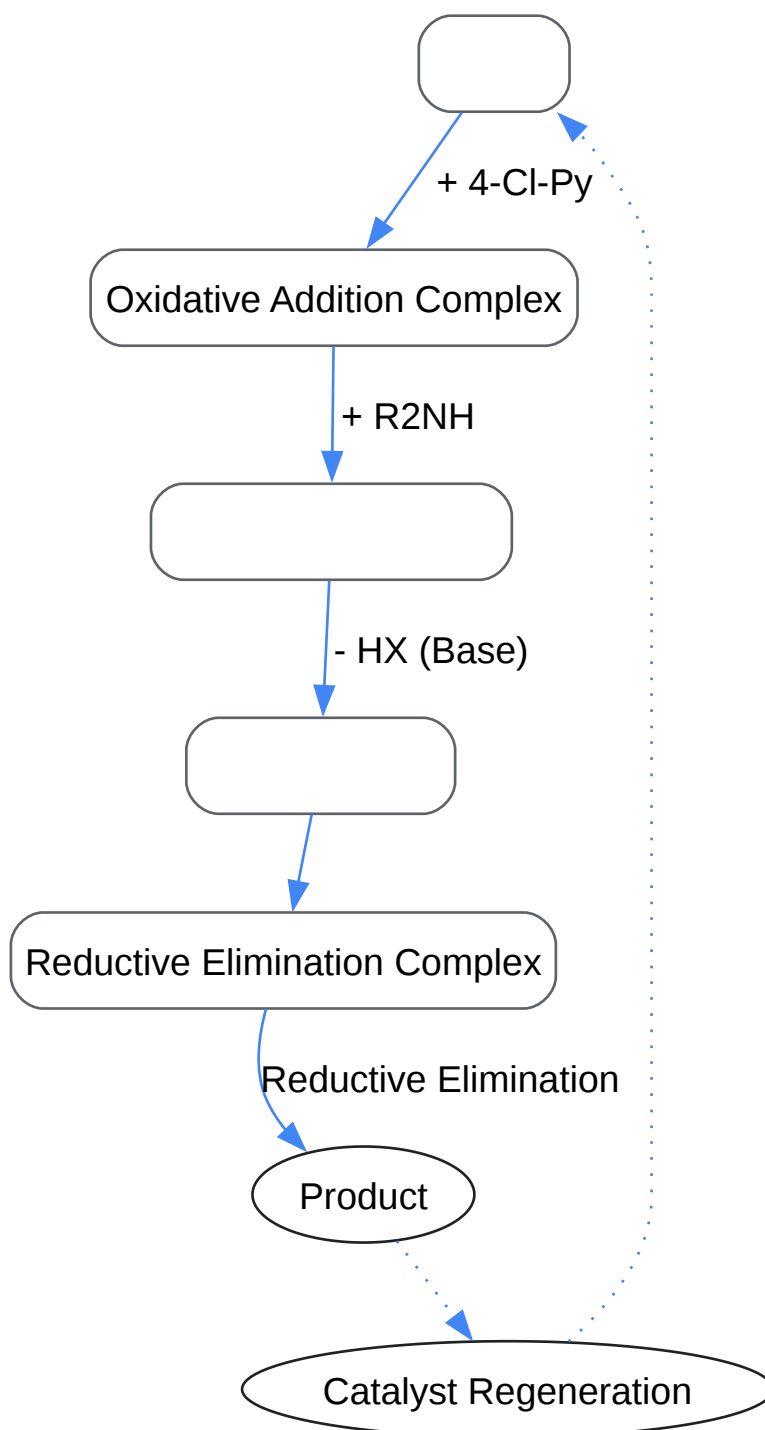 + 4-Cl-Py
Oxidative Addition Complex
+ R2NH
- HX (Base)
Reductive Elimination Complex
Reductive Elimination
Product
Catalyst Regeneration